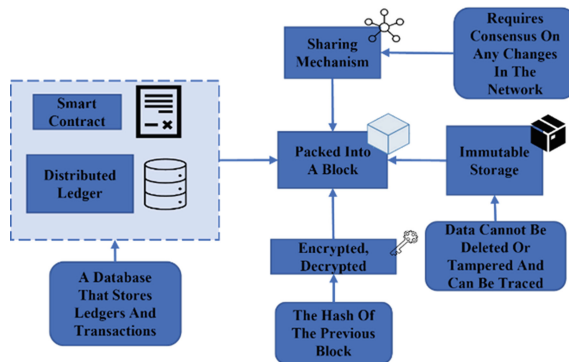 Sharing
Mechanism
Requires
Consensus On
Any Changes
In The
Network
Smart
Contract
Distributed
Ledger
Packed Into
A Block
Immutable
Storage
Encrypted,
Decrypted
A Database
That Stores
Ledgers And
Transactions
The Hash Of
The Previous
Block
Data Cannot Be
Deleted Or
Tampered And
Can Be Traced